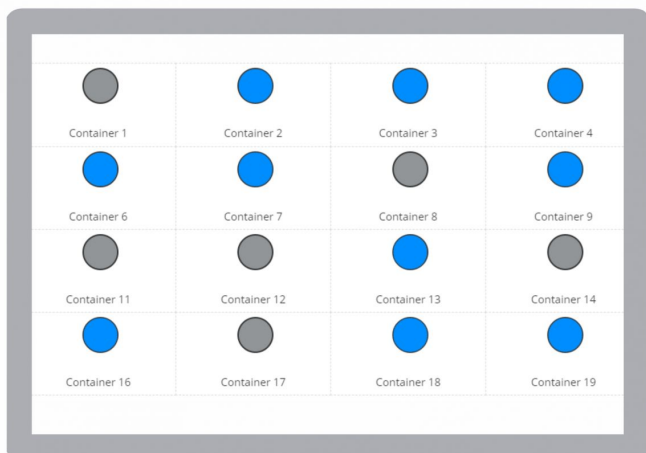 Container 1
Container 2
Container 3
Container 4
Container 6
Container 7
Container 8
Container 9
Container 11
Container 12
Container 13
Container 14
Container 16
Container 17
Container 18
Container 19